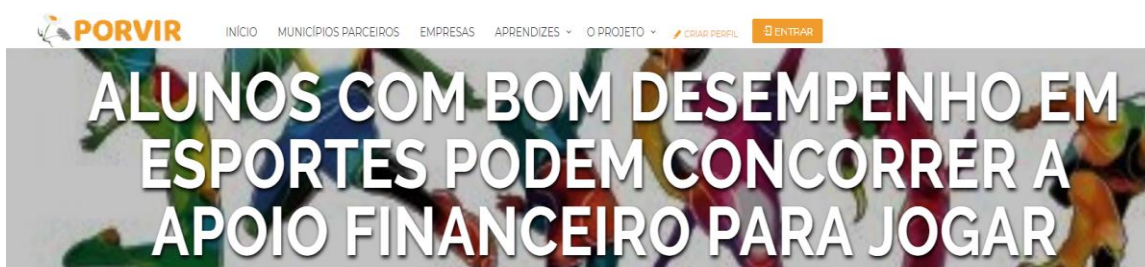 PORVIR
INÍCIO MUNICÍPIOS PARCEIROS EMPRESAS APRENDIZES O PROJETO CRIAR PERFIL ENTRAR
ALUNOS COM BOM DESEMPENHO EM
ESPORTES PODEM CONCORRER A
APOIO FINANCEIRO PARA JOGAR